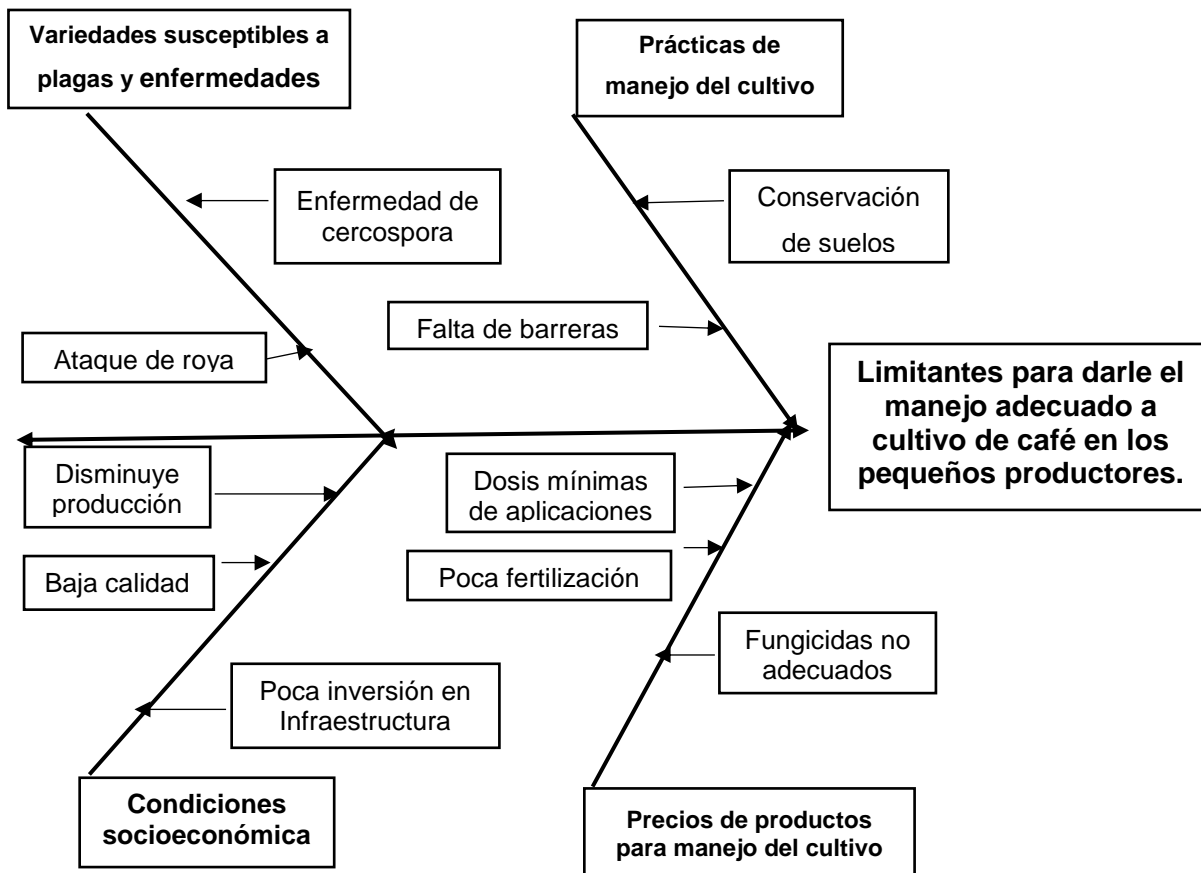 Variedades susceptibles a
plagas y enfermedades
Prácticas de
manejo del cultivo
Enfermedad de
cercospora
Conservación
de suelos
Falta de barreras
Ataque de roya
Limitantes para darle el
manejo adecuado a
cultivo de café en los
pequeños productores.
Disminuye
producción
Dosis mínimas
de aplicaciones
Baja calidad
Poca fertilización
Fungicidas no
adecuados
Poca inversión en
Infraestructura
Condiciones
socioeconómica
Precios de productos
para manejo del cultivo